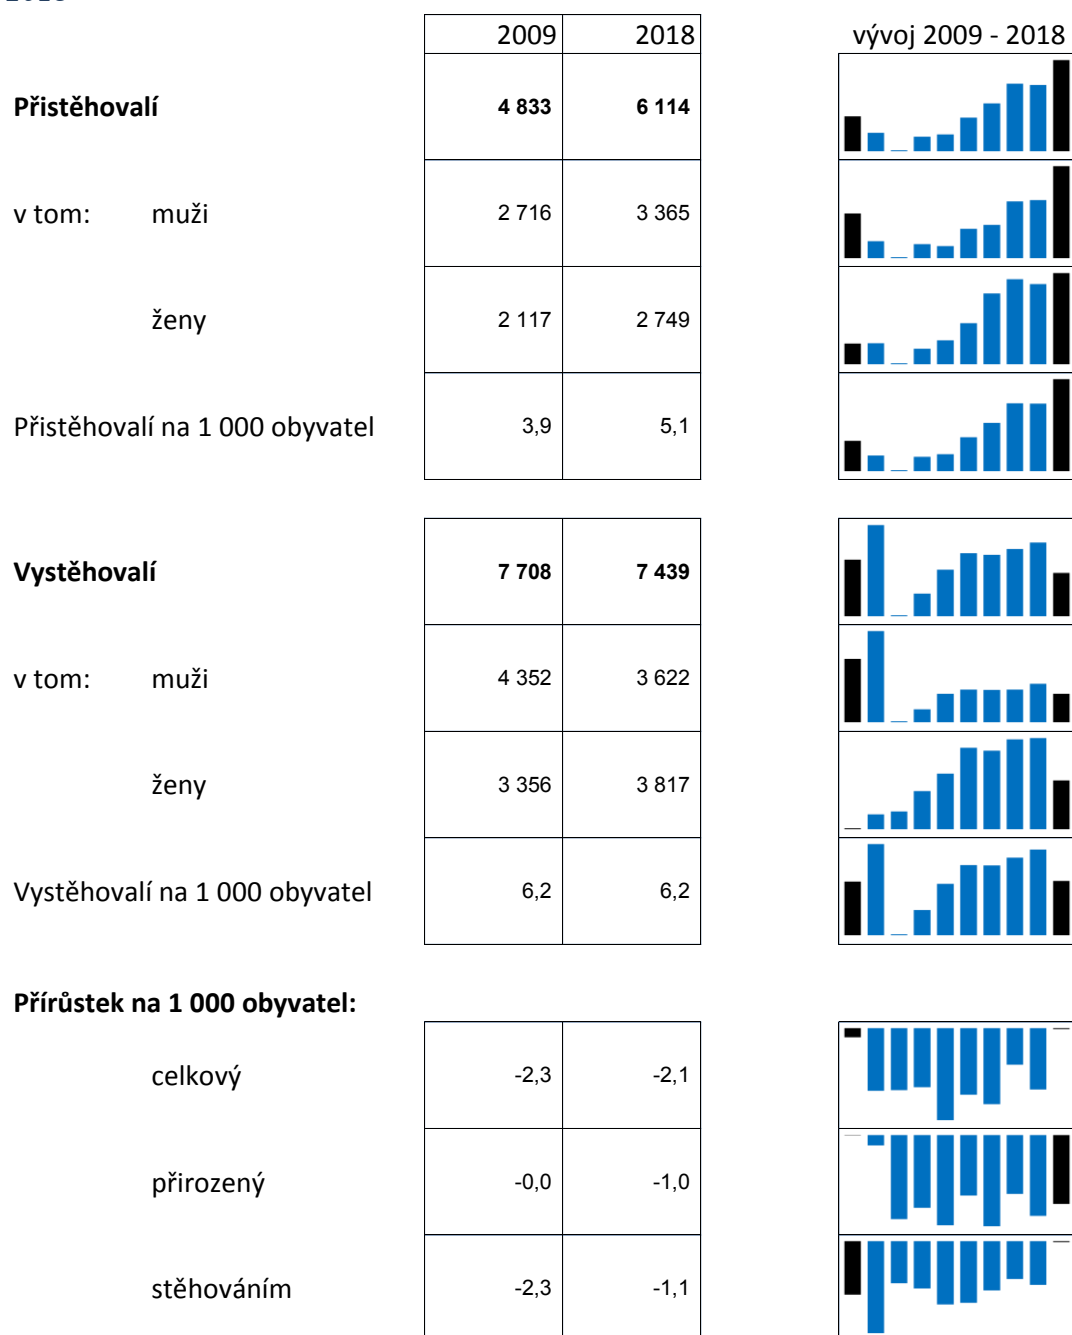 2009 2018 vývoj 2009 - 2018
Přistěhovalí 4 833 6 114
v tom: muži 2 716 3 365
ženy 2 117 2 749
Přistěhovalí na 1 000 obyvatel 3,9 5,1
Vystěhovalí 7 708 7 439
v tom: muži 4 352 3 622
ženy 3 356 3 817
Vystěhovalí na 1 000 obyvatel 6,2 6,2
Přírůstek na 1 000 obyvatel:
celkový -2,3 -2,1
přirozený -0,0 -1,0
stěhováním -2,3 -1,1